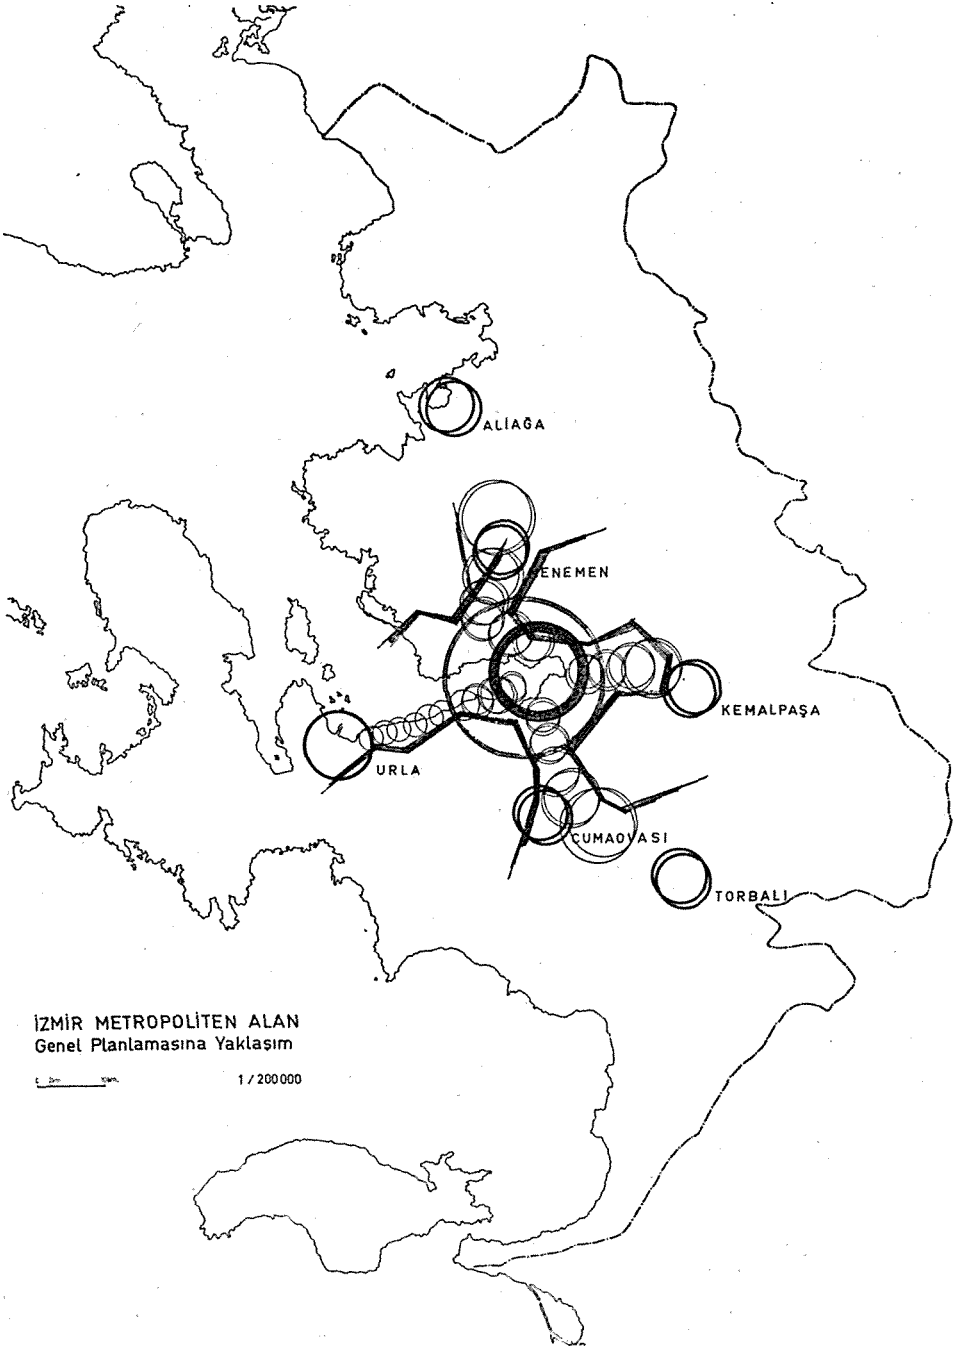 ALİAĞA
ENEMEN
KEMALPAŞA
URLA
CUMAOVASI
TORBALI
İZMİR METROPOLİTEN ALAN
Genel Planlamasına Yaklaşım
1/200000